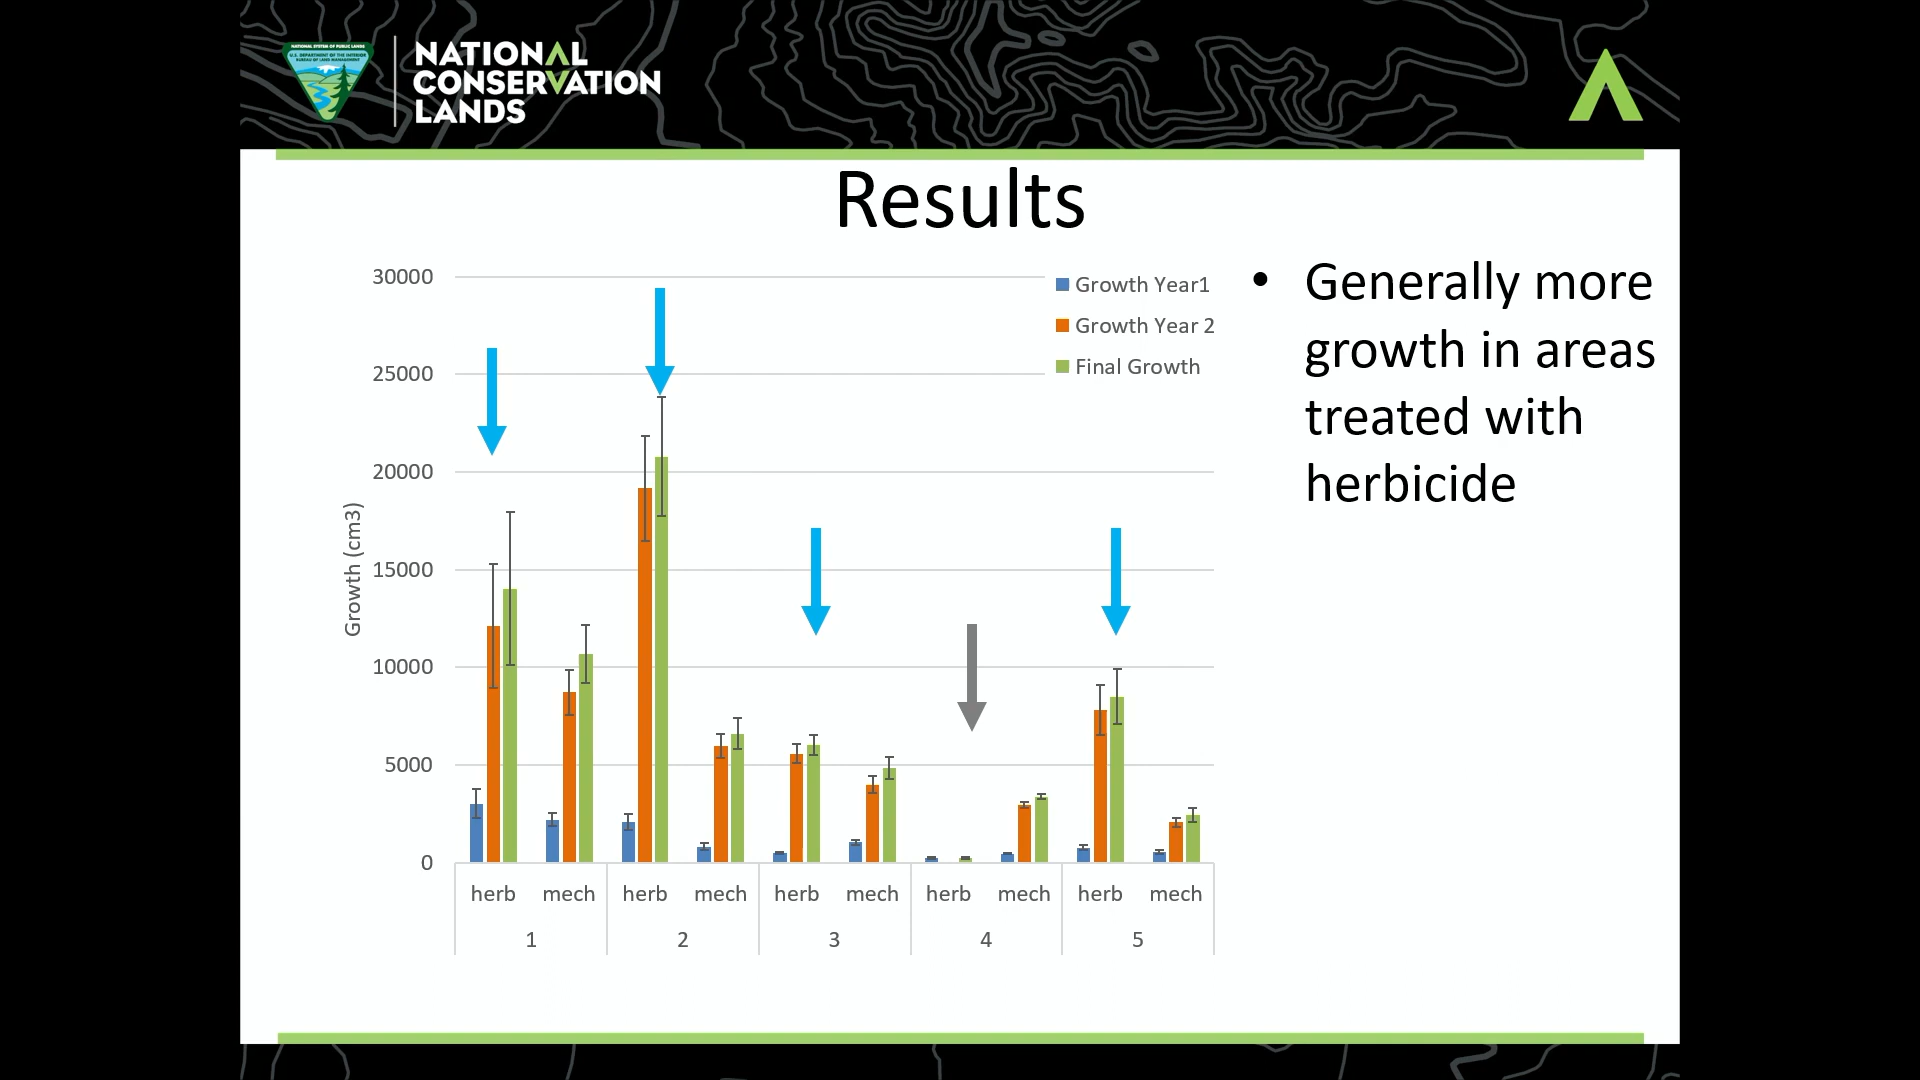 NATIONAL SYSTEM OF PUBLIC LANDS
U.S. DEPARTMENT OF THE INTERIOR
BUREAU OF LAND MANAGEMENT
NATIONAL
CONSERVATION
LANDS
Results
30000
25000
20000
15000
10000
5000
0
Growth (cm3)
Growth Year1
Growth Year 2
Final Growth
herb mech herb mech herb mech herb mech herb mech
1 2 3 4 5
• Generally more
growth in areas
treated with
herbicide